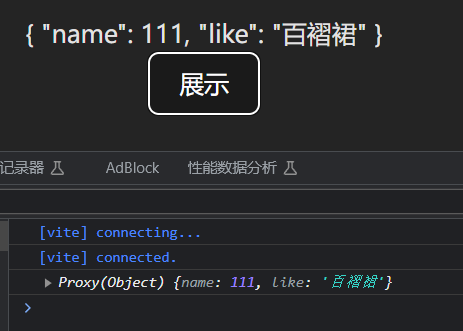 { "name": 111, "like": "百褶裙" }
展示
记录器 AdBlock 性能数据分析
[vite] connecting...
[vite] connected.
Proxy(Object) {name: 111, like: '百褶裙'}